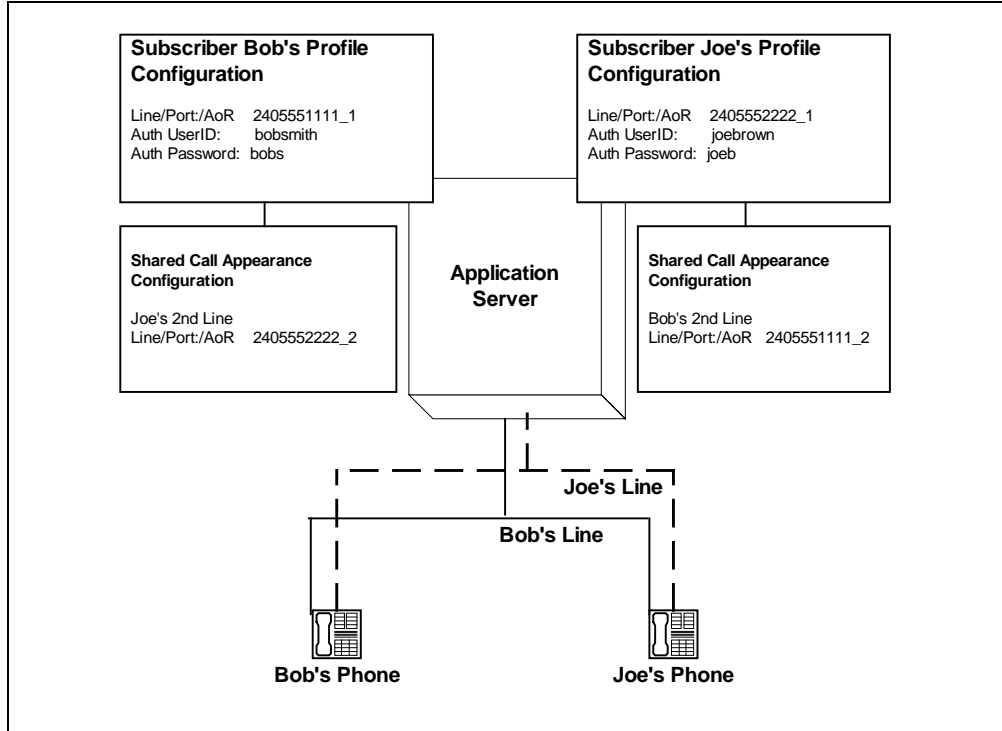 Subscriber Bob's Profile
Configuration
Line/Port:/AoR 2405551111_1
Auth UserID: bobsmith
Auth Password: bobs
Subscriber Joe's Profile
Configuration
Line/Port:/AoR 2405552222_1
Auth UserID: joebrown
Auth Password: joeb
Shared Call Appearance
Configuration
Joe's 2nd Line
Line/Port:/AoR 2405552222_2
Application
Server
Shared Call Appearance
Configuration
Bob's 2nd Line
Line/Port:/AoR 2405551111_2
Joe's Line
Bob's Line
Bob's Phone
Joe's Phone